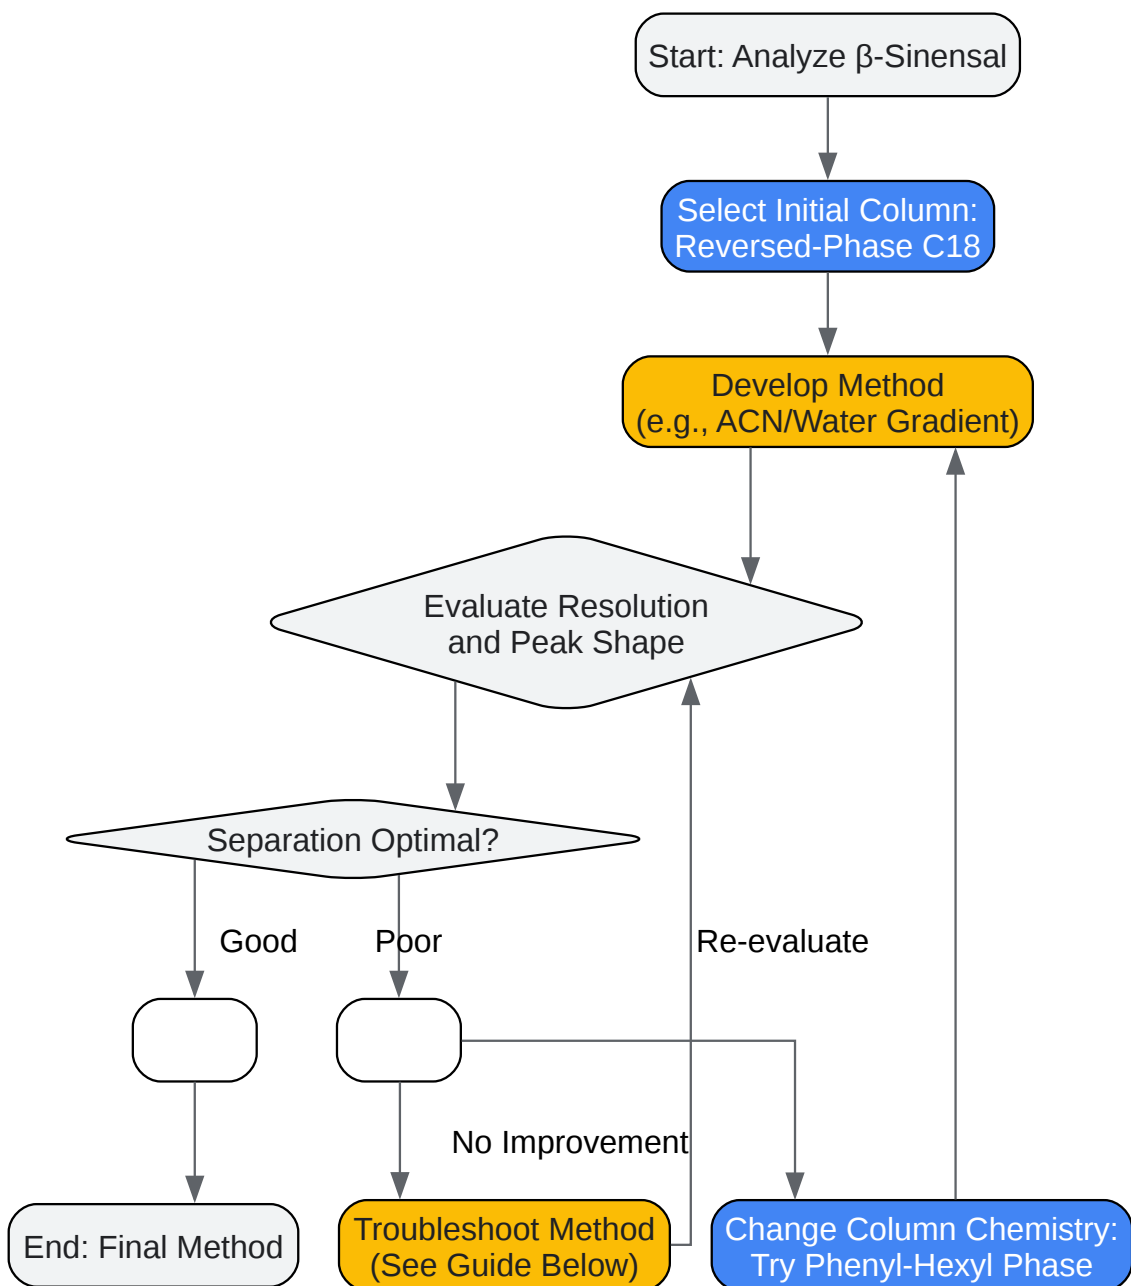 Start: Analyze β-Sinensal
Select Initial Column:
Reversed-Phase C18
Develop Method
(e.g., ACN/Water Gradient)
Evaluate Resolution
and Peak Shape
Separation Optimal?
Good
Poor
Re-evaluate
No Improvement
End: Final Method
Troubleshoot Method
(See Guide Below)
Change Column Chemistry:
Try Phenyl-Hexyl Phase